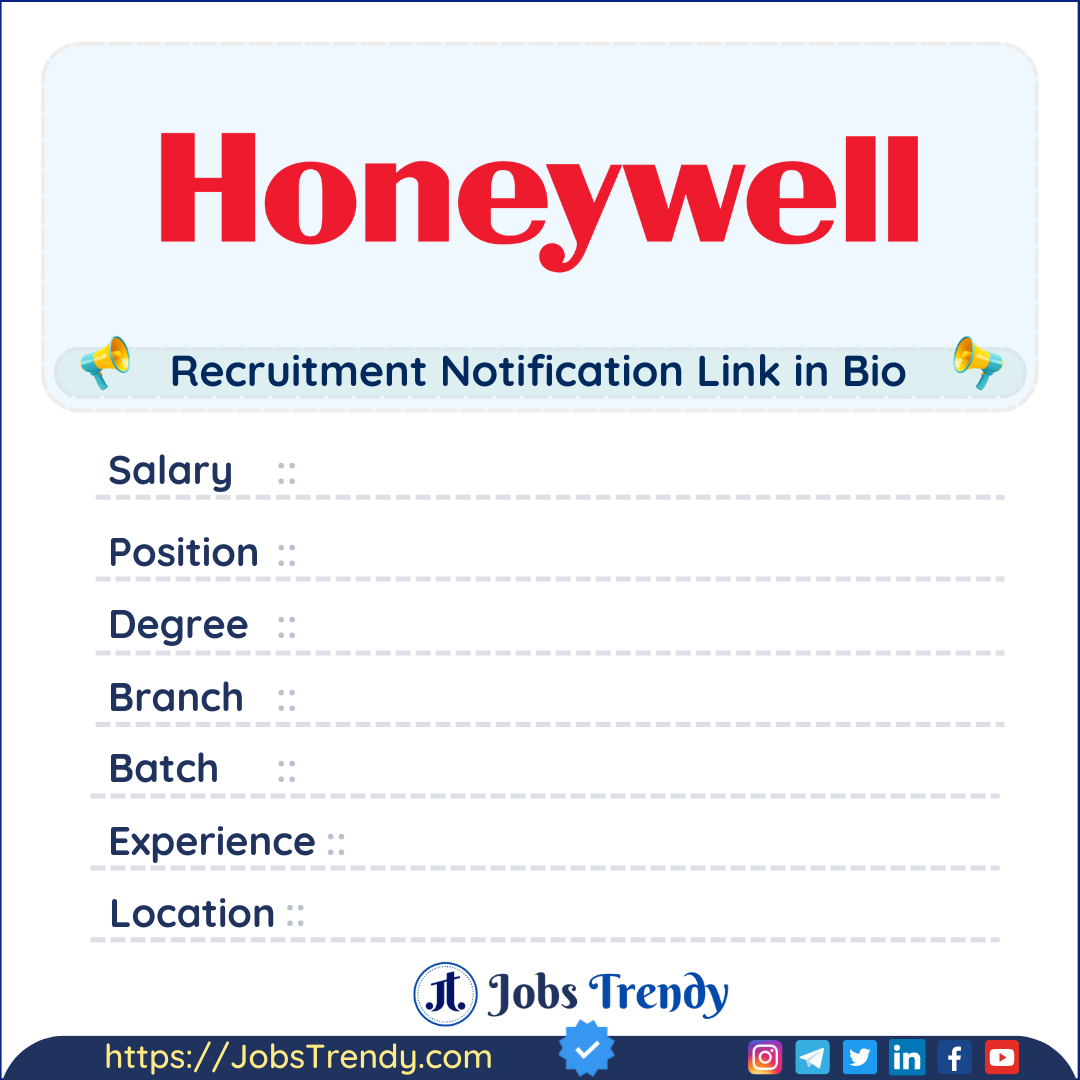 Honeywell
Recruitment Notification Link in Bio
Salary ::
Position ::
Degree ::
Branch ::
Batch ::
Experience ::
Location ::
Jobs Trendy
https://JobsTrendy.com